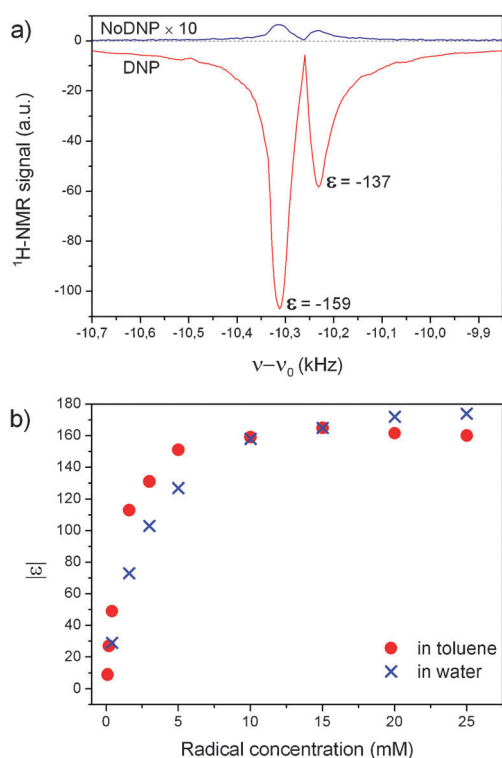 a)
NoDNP × 10
DNP
0
-20
-40
-60
-80
-100
¹H-NMR signal (a.u.)
ε = -137
ε = -159
-10,7 -10,6 -10,5 -10,4 -10,3 -10,2 -10,1 -10,0 -9,9
ν–ν₀ (kHz)
b)
180
160
140
120
100
80
60
40
20
0
|ε|
in toluene
in water
0 5 10 15 20 25
Radical concentration (mM)